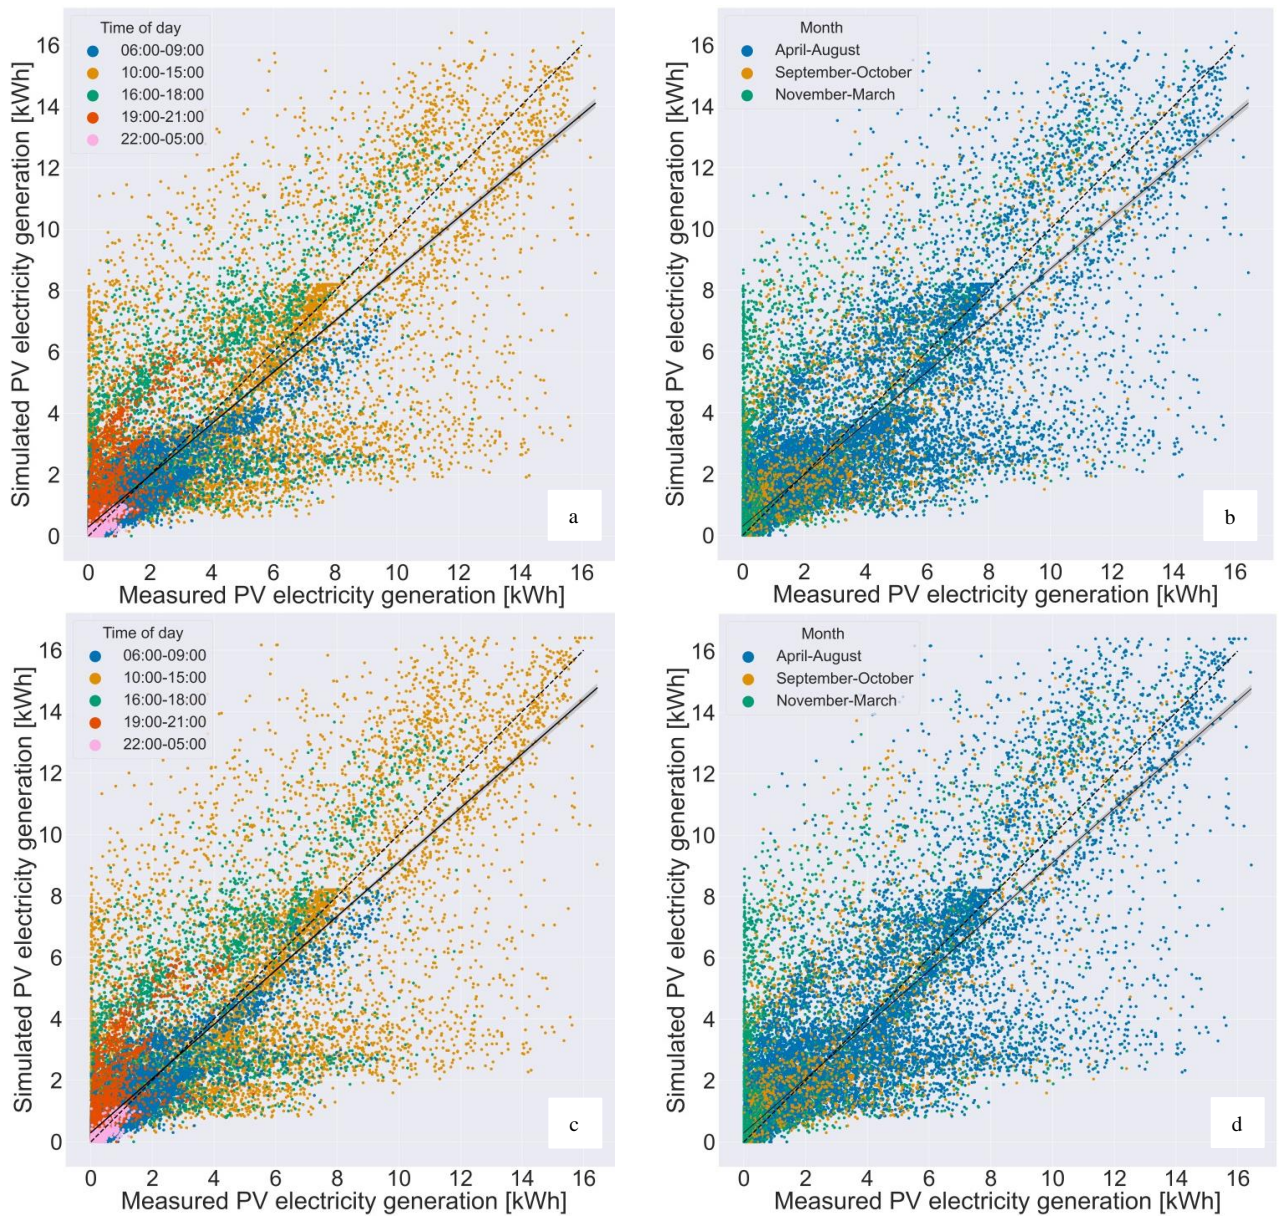 Time of day
06:00-09:00
10:00-15:00
16:00-18:00
19:00-21:00
22:00-05:00
Simulated PV electricity generation [kWh]
16
14
12
10
8
6
4
2
0
a
0 2 4 6 8 10 12 14 16
Measured PV electricity generation [kWh]
Month
April-August
September-October
November-March
Simulated PV electricity generation [kWh]
16
14
12
10
8
6
4
2
0
b
0 2 4 6 8 10 12 14 16
Measured PV electricity generation [kWh]
Time of day
06:00-09:00
10:00-15:00
16:00-18:00
19:00-21:00
22:00-05:00
Simulated PV electricity generation [kWh]
16
14
12
10
8
6
4
2
0
c
0 2 4 6 8 10 12 14 16
Measured PV electricity generation [kWh]
Month
April-August
September-October
November-March
Simulated PV electricity generation [kWh]
16
14
12
10
8
6
4
2
0
d
0 2 4 6 8 10 12 14 16
Measured PV electricity generation [kWh]